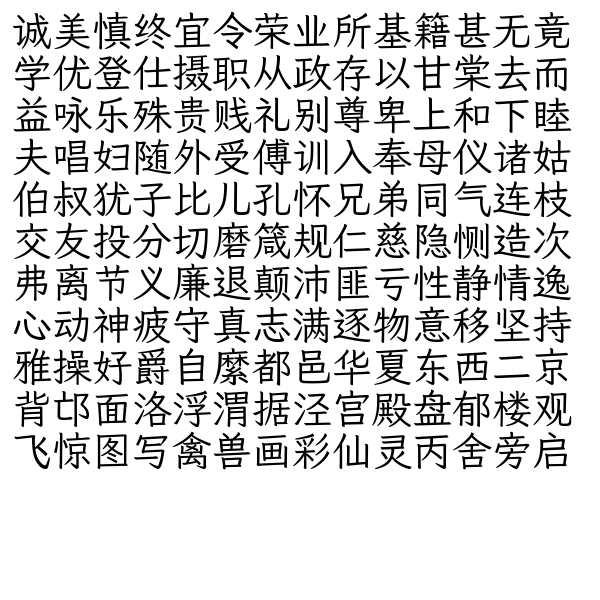 诚美慎终宜令荣业所基籍甚无竟
学优登仕摄职从政存以甘棠去而
益咏乐殊贵贱礼别尊卑上和下睦
夫唱妇随外受傅训入奉母仪诸姑
伯叔犹子比儿孔怀兄弟同气连枝
交友投分切磨箴规仁慈隐恻造次
弗离节义廉退颠沛匪亏性静情逸
心动神疲守真志满逐物意移坚持
雅操好爵自縻都邑华夏东西二京
背邙面洛浮渭据泾宫殿盘郁楼观
飞惊图写禽兽画彩仙灵丙舍旁启